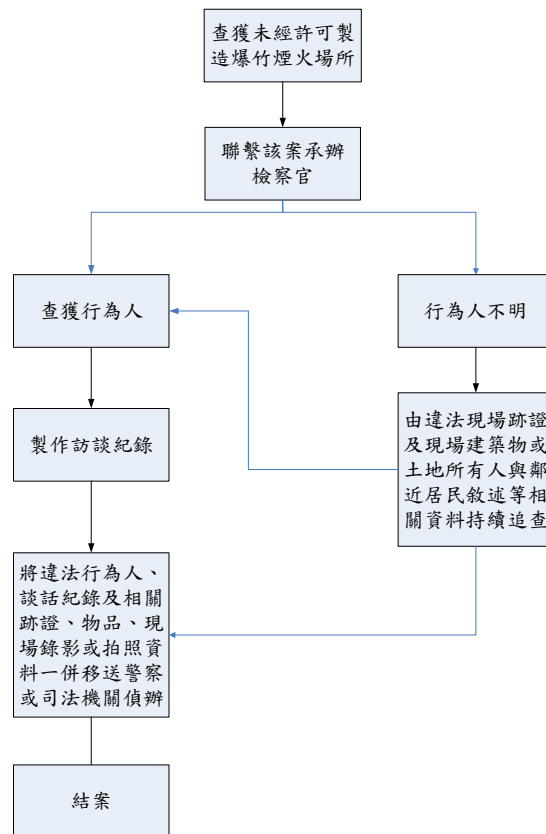 查獲未經許可製
造爆竹煙火場所
聯繫該案承辦
檢察官
查獲行為人
行為人不明
製作訪談紀錄
由違法現場跡證
及現場建築物或
土地所有人與鄰
近居民敘述等相
關資料持續追查
將違法行為人、
談話紀錄及相關
跡證、物品、現
場錄影或拍照資
料一併移送警察
或司法機關偵辦
結案